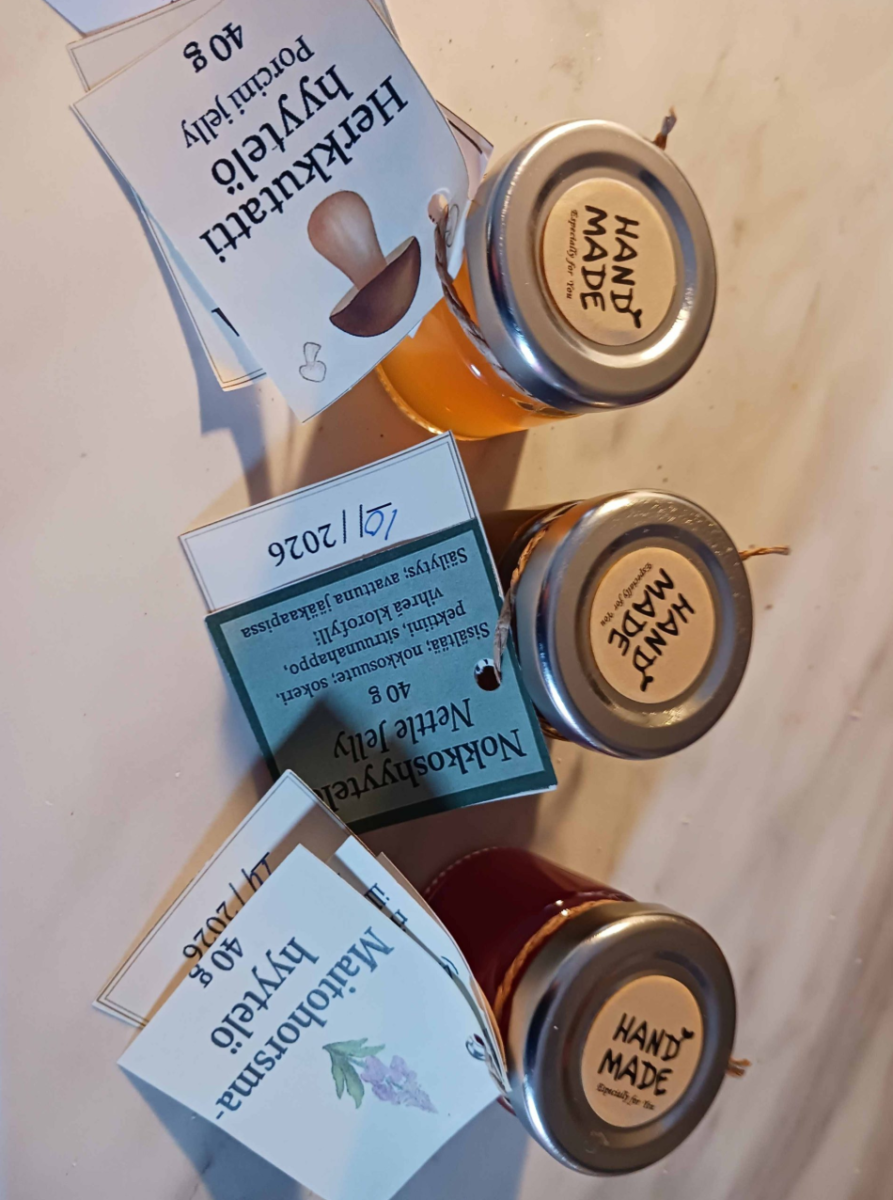 Herkkutatti
hyytelö
Porcini jelly
40 g
HAND
MADE
Especially for You
Nokkoshyytel
Nettle Jelly
40 g
Sisältää; nokkosuute; sokeri,
pektiini, sitruunahappo,
vihreä klorofylli;
Säilytys; avattuna jääkaapissa
10/2026
HAND
MADE
Especially for You
Maitohorsma-
hyytelö
40 g
10/2026
HAND
MADE
Especially for You